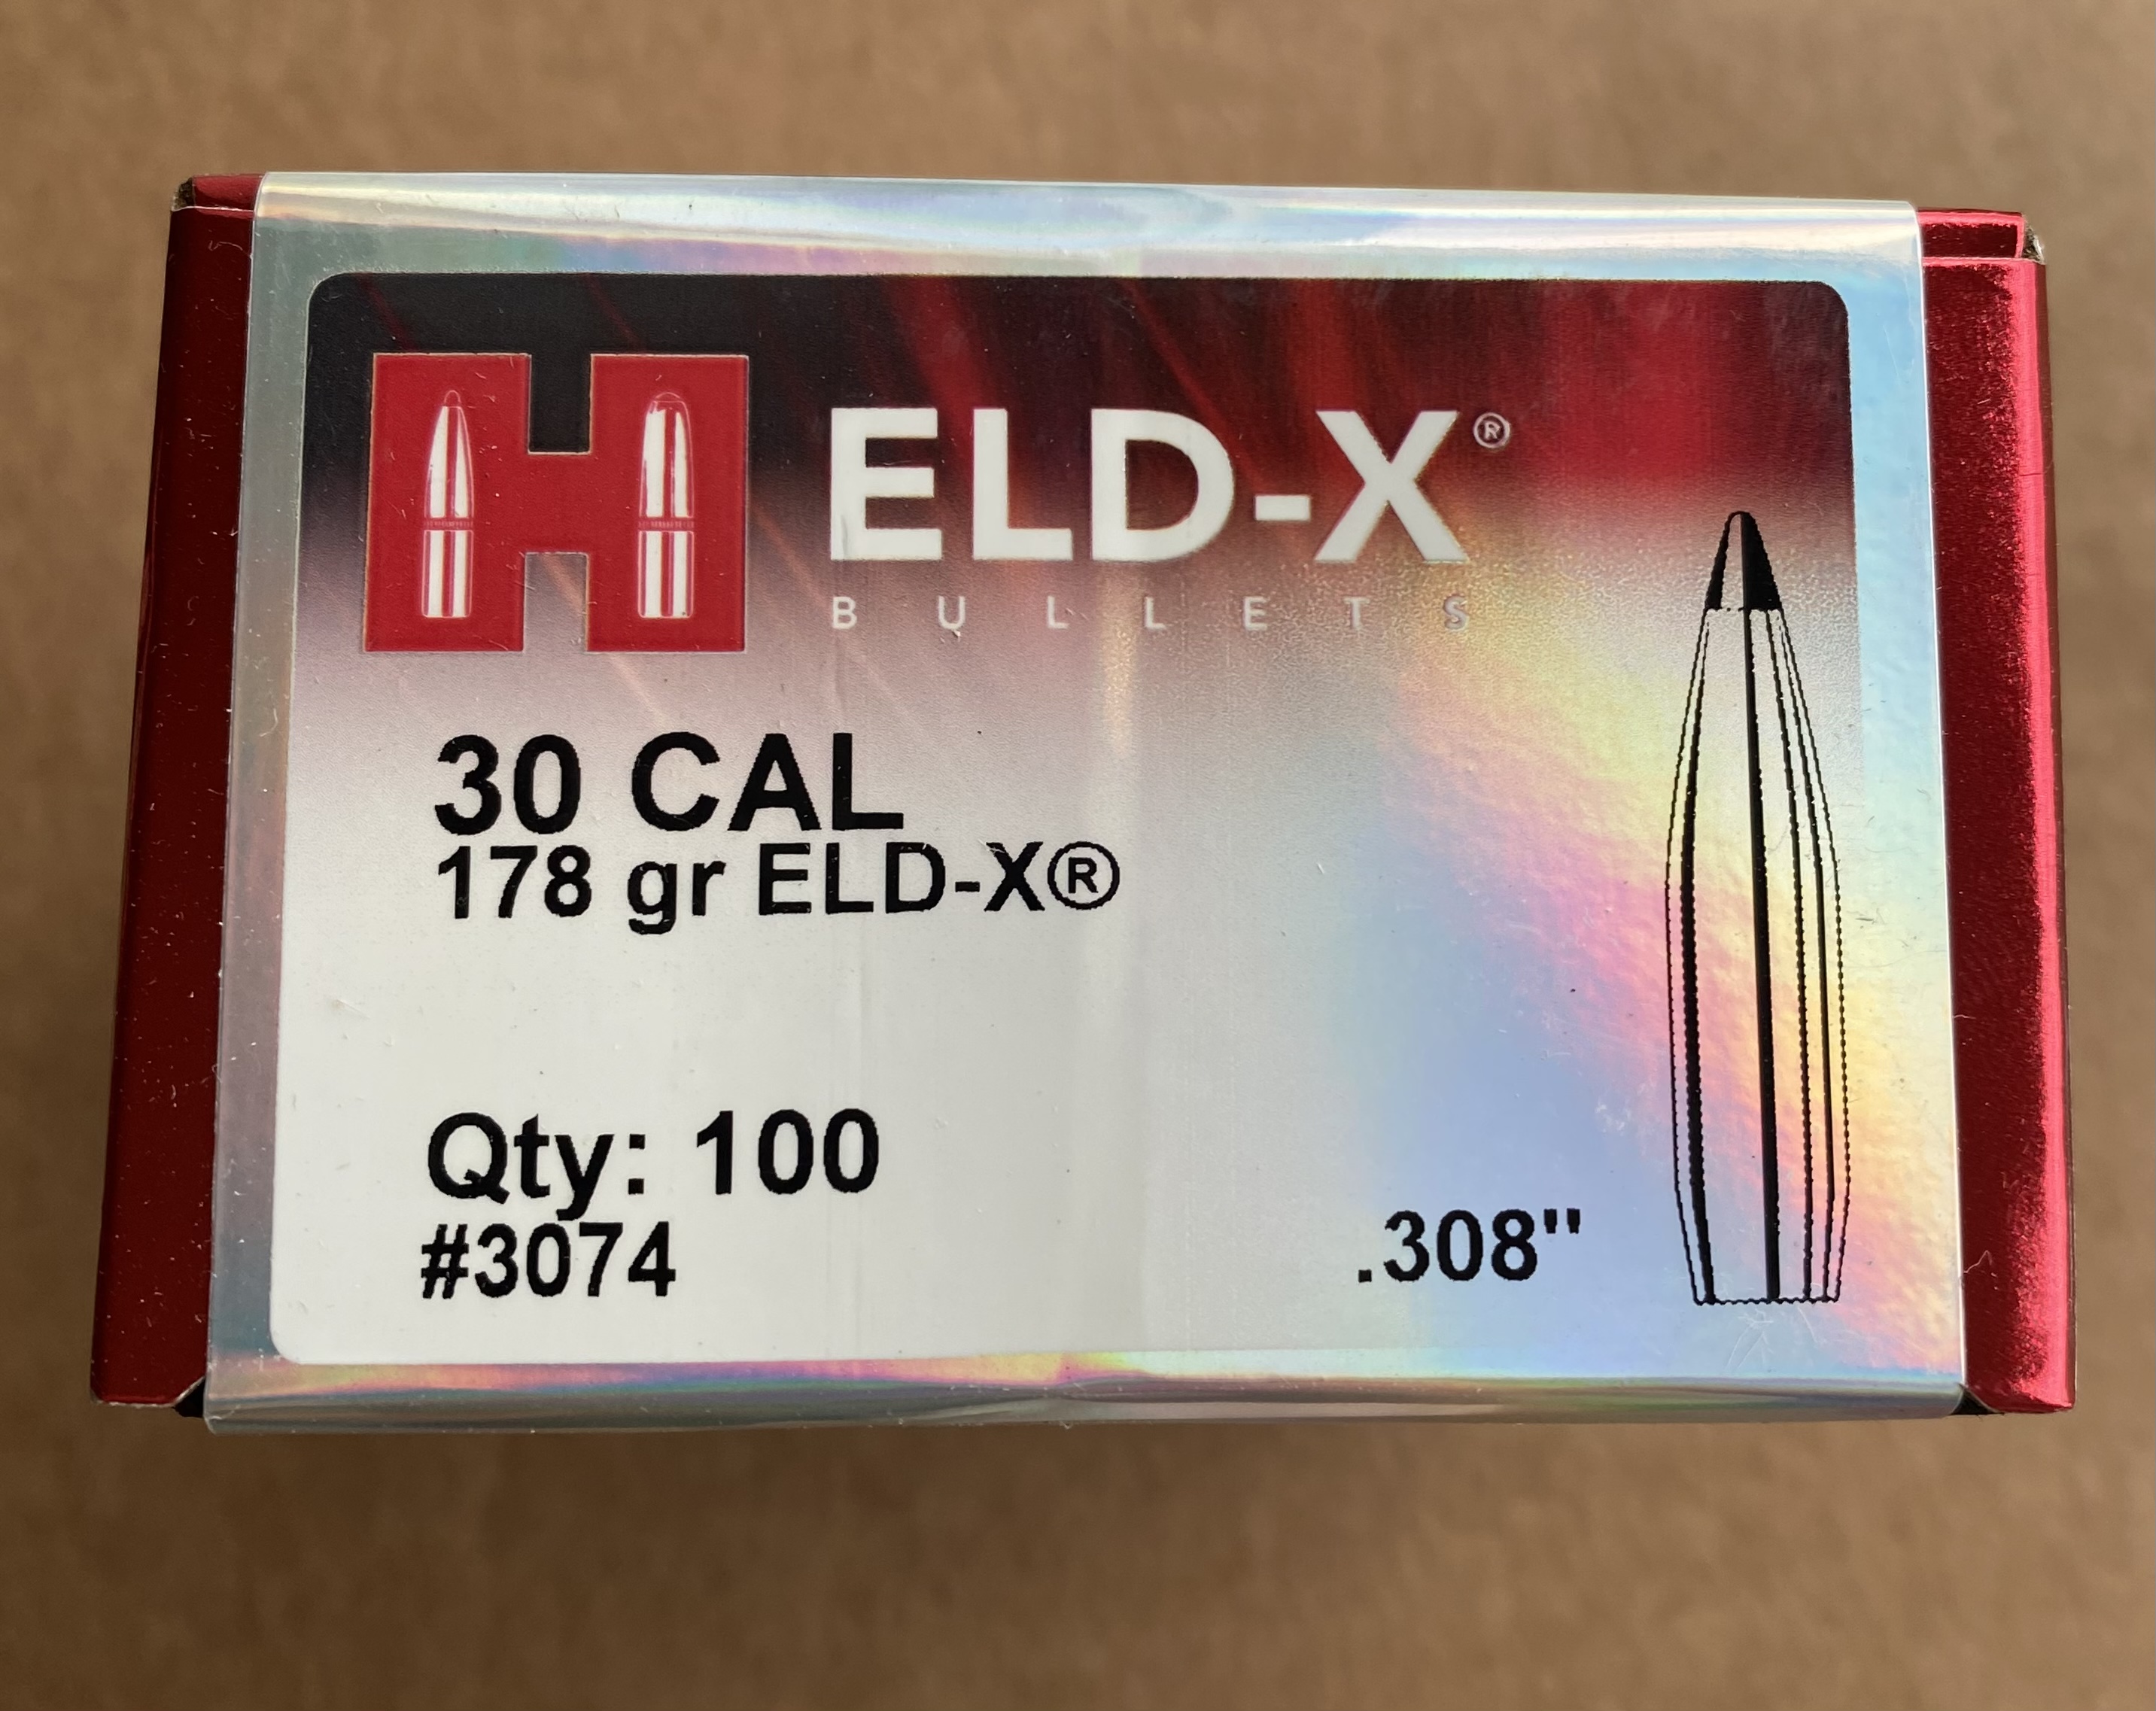 H
ELD-X®
BULLETS
30 CAL
178 gr ELD-X®
Qty: 100
#3074
.308"